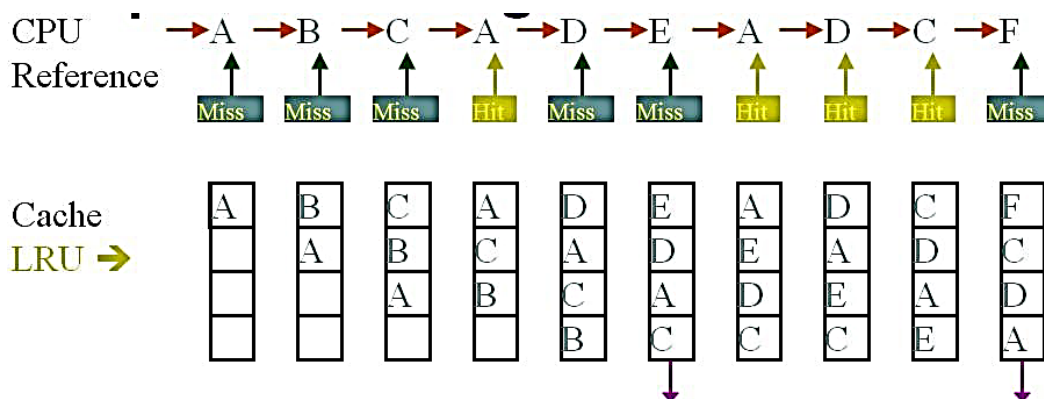 CPU A B C A D E A D C F
Reference
Miss Miss Miss Hit Miss Miss Hit Hit Hit Miss
A B C A D E A D C F
Cache
A B C A D E A D C
LRU
A B C A D E A D
B C C C E A